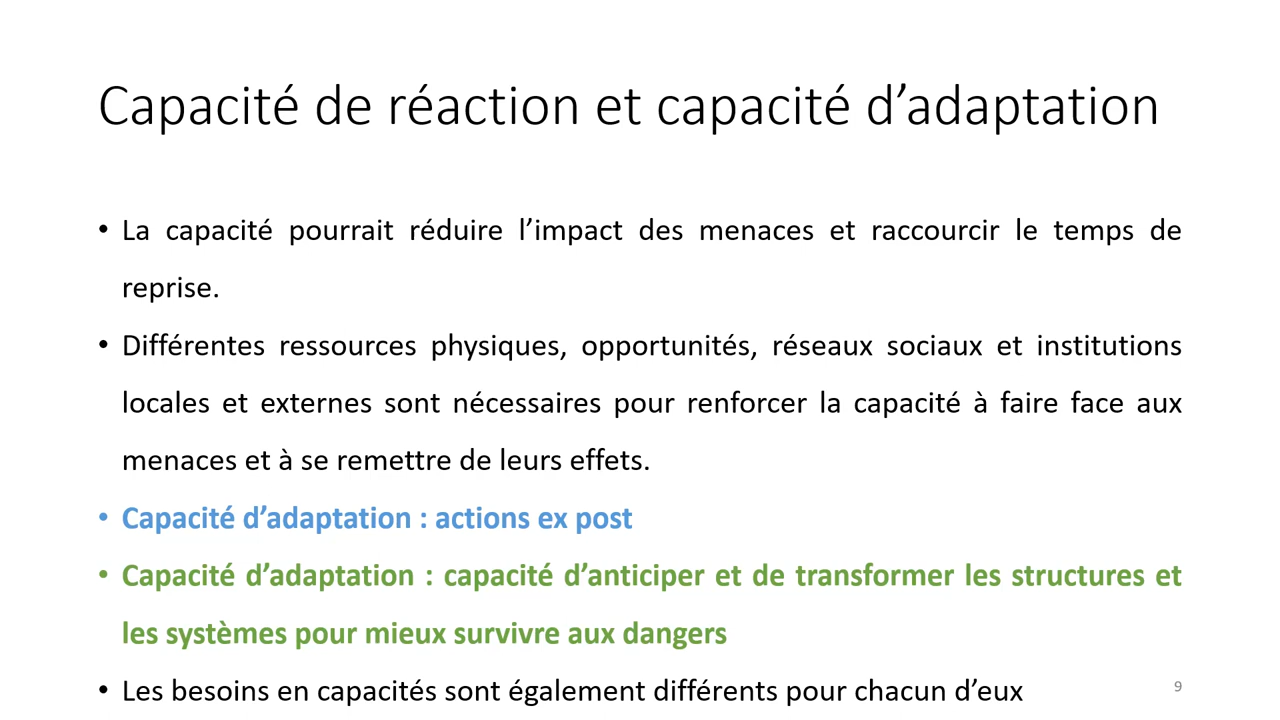 Capacité de réaction et capacité d’adaptation
• La capacité pourrait réduire l’impact des menaces et raccourcir le temps de
reprise.
• Différentes ressources physiques, opportunités, réseaux sociaux et institutions
locales et externes sont nécessaires pour renforcer la capacité à faire face aux
menaces et à se remettre de leurs effets.
• Capacité d’adaptation : actions ex post
• Capacité d’adaptation : capacité d’anticiper et de transformer les structures et
les systèmes pour mieux survivre aux dangers
• Les besoins en capacités sont également différents pour chacun d’eux
9